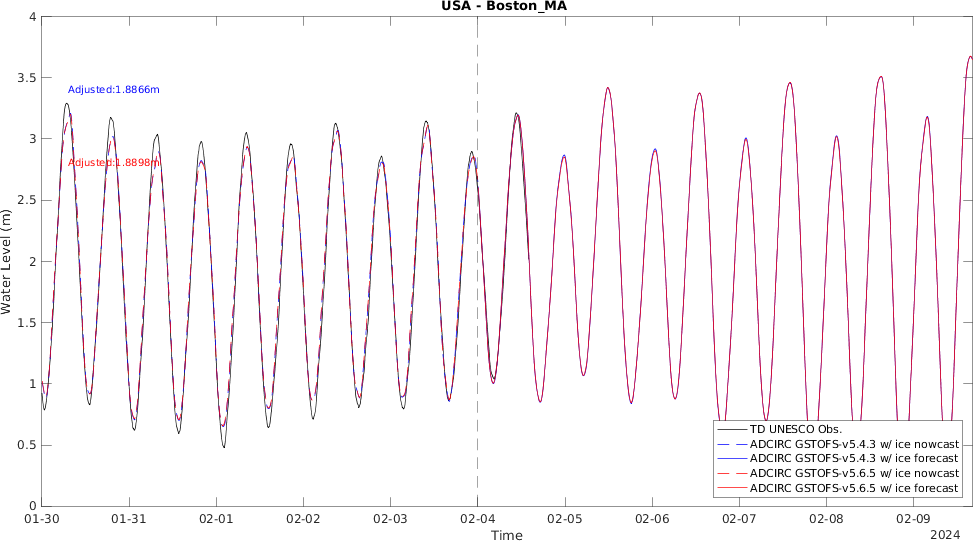 USA - Boston_MA
4
3.5
3
2.5
2
1.5
1
0.5
0
Water Level (m)
Adjusted:1.8866m
Adjusted:1.8898m
TD UNESCO Obs.
ADCIRC GSTOFS-v5.4.3 w/ ice nowcast
ADCIRC GSTOFS-v5.4.3 w/ ice forecast
ADCIRC GSTOFS-v5.6.5 w/ ice nowcast
ADCIRC GSTOFS-v5.6.5 w/ ice forecast
01-30 01-31 02-01 02-02 02-03 02-04 02-05 02-06 02-07 02-08 02-09
Time
2024